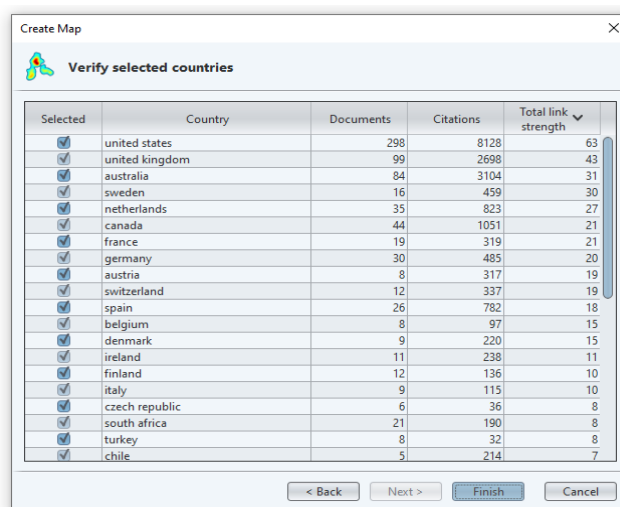 Create Map
Verify selected countries
Selected Country Documents Citations Total link strength
united states 298 8128 63
united kingdom 99 2698 43
australia 84 3104 31
sweden 16 459 30
netherlands 35 823 27
canada 44 1051 21
france 19 319 21
germany 30 485 20
austria 8 317 19
switzerland 12 337 19
spain 26 782 18
belgium 8 97 15
denmark 9 220 15
ireland 11 238 11
finland 12 136 10
italy 9 115 10
czech republic 6 36 8
south africa 21 190 8
turkey 8 32 8
chile 5 214 7
< Back Next > Finish Cancel